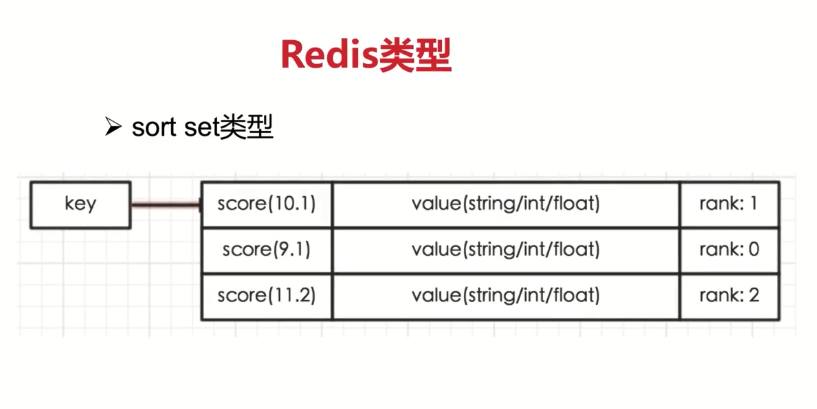 Redis类型
➢ sort set类型
key score(10.1) value(string/int/float) rank: 1
score(9.1) value(string/int/float) rank: 0
score(11.2) value(string/int/float) rank: 2